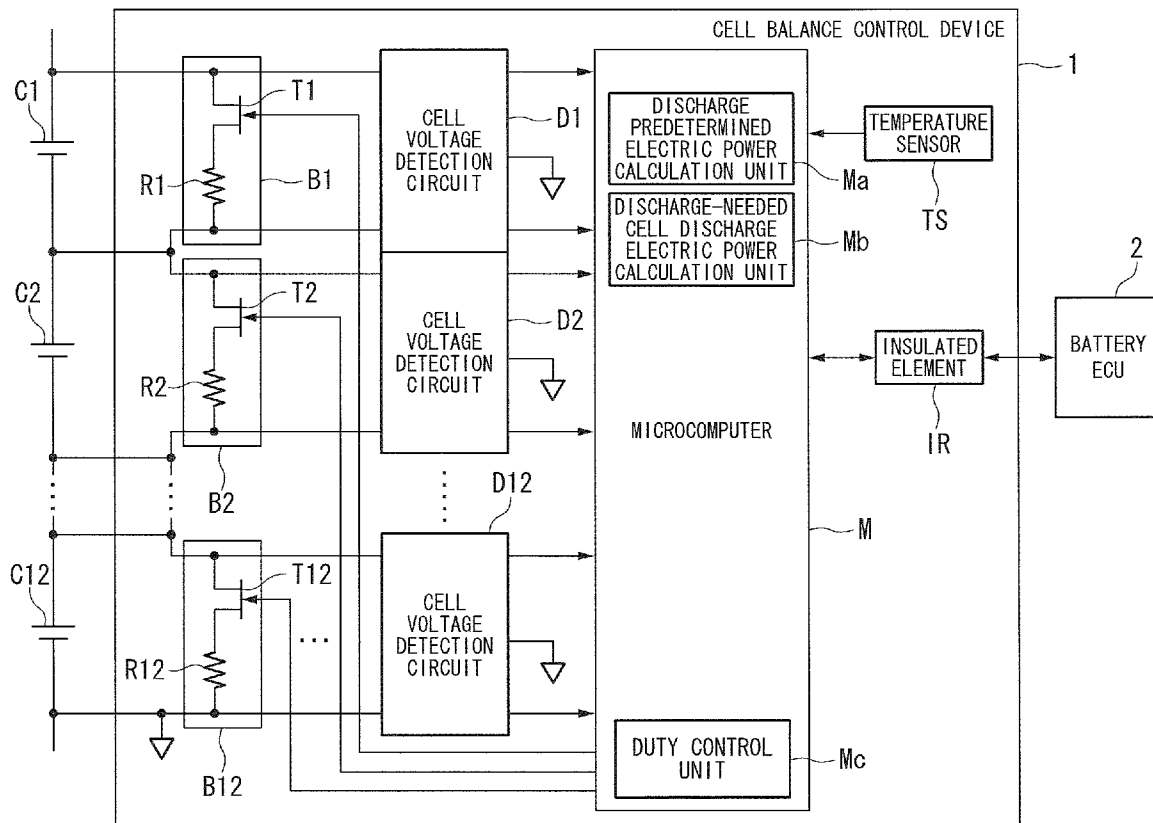 CELL BALANCE CONTROL DEVICE
1
C1
T1
R1
B1
CELL
VOLTAGE
DETECTION
CIRCUIT
D1
DISCHARGE
PREDETERMINED
ELECTRIC POWER
CALCULATION UNIT
Ma
TEMPERATURE
SENSOR
TS
DISCHARGE-NEEDED
CELL DISCHARGE
ELECTRIC POWER
CALCULATION UNIT
Mb
C2
T2
R2
B2
CELL
VOLTAGE
DETECTION
CIRCUIT
D2
MICROCOMPUTER
M
INSULATED
ELEMENT
IR
2
BATTERY
ECU
D12
C12
T12
R12
B12
CELL
VOLTAGE
DETECTION
CIRCUIT
DUTY CONTROL
UNIT
Mc